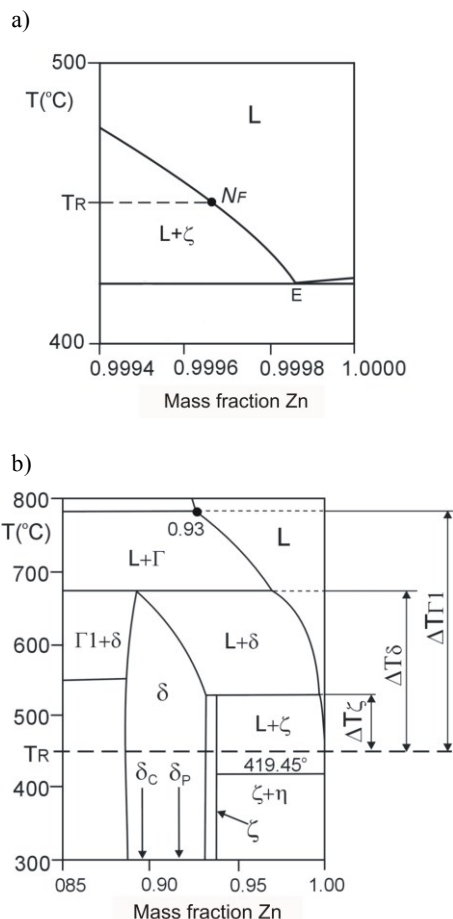 a)
500
T(°C)
L
TR
NF
L+ζ
E
400
0.9994 0.9996 0.9998 1.0000
Mass fraction Zn
b)
800
T(°C)
0.93
L
L+Γ
700
ΔTΓ1
Γ1+δ
L+δ
ΔTδ
600
δ
500
L+ζ
ΔTζ
TR
419.45°
δC δP
400
ζ+η
ζ
300
085 0.90 0.95 1.00
Mass fraction Zn